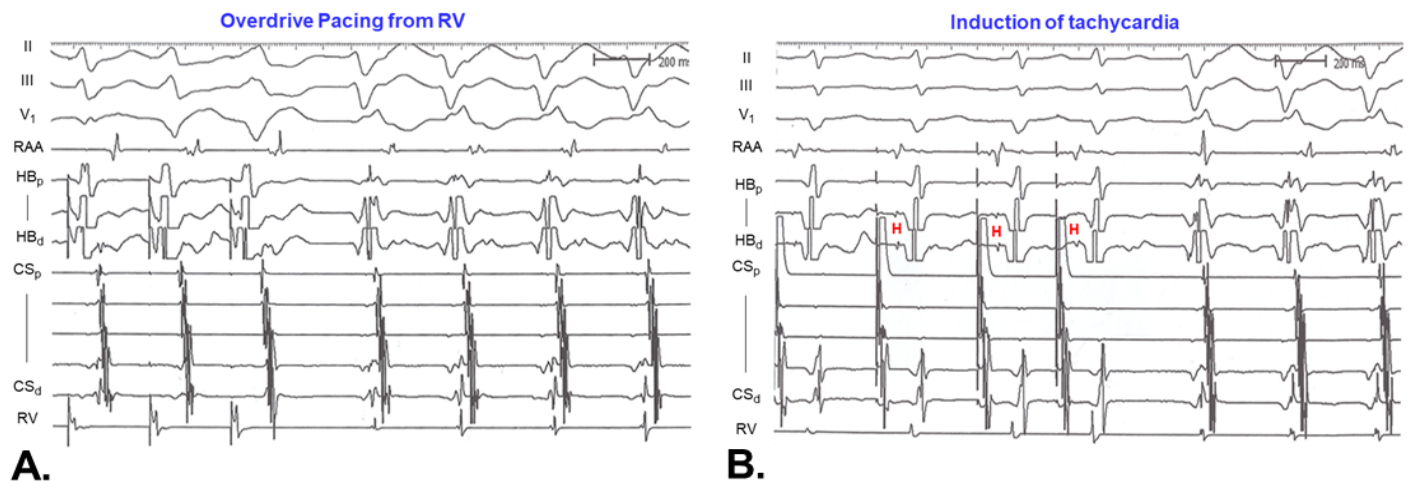 Overdrive Pacing from RV
II
200 ms
III
V1
RAA
HBp
HBd
CSp
CSd
RV
A.
Induction of tachycardia
II
200 ms
III
V1
RAA
HBp
H H H
HBd
CSp
CSd
RV
B.